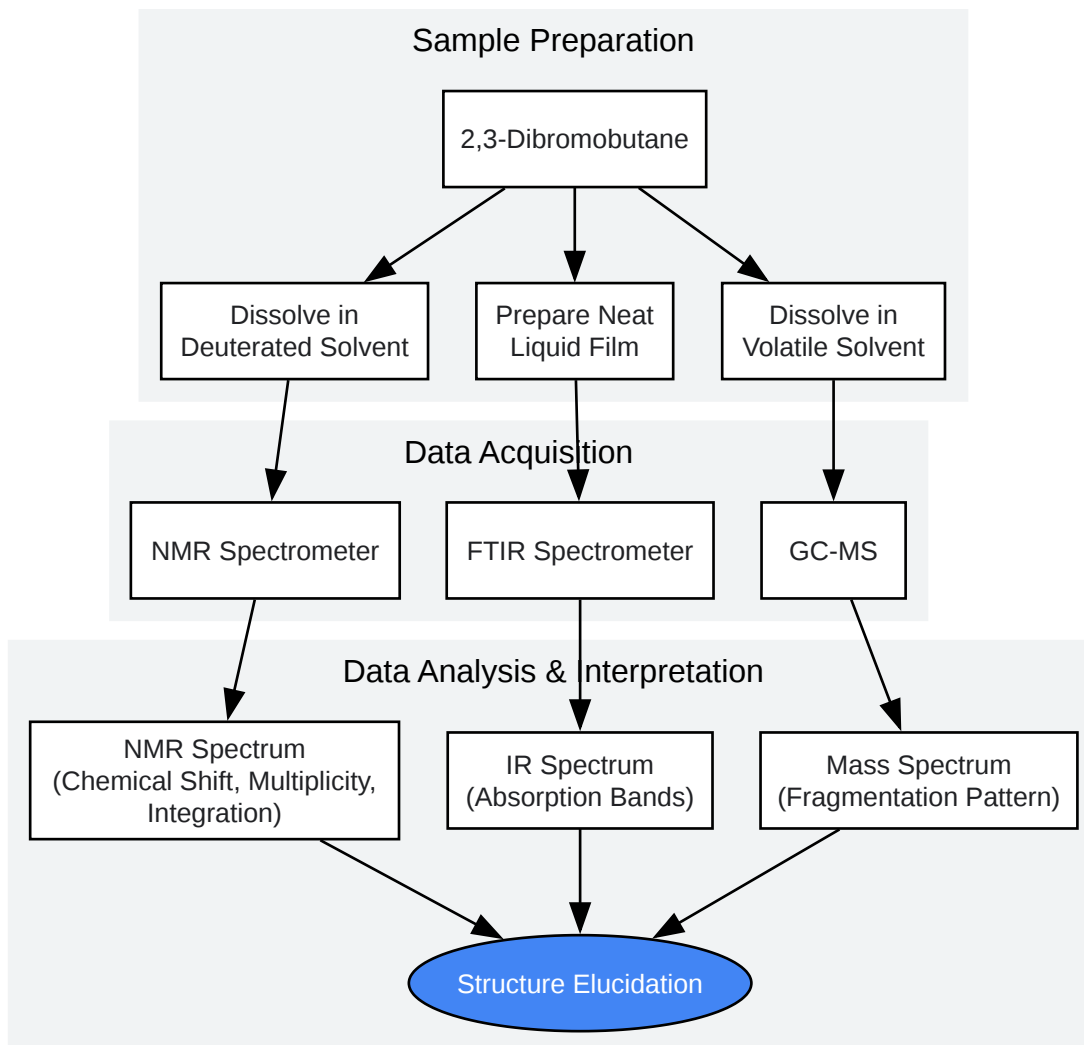 Sample Preparation
2,3-Dibromobutane
Dissolve in
Deuterated Solvent
Prepare Neat
Liquid Film
Dissolve in
Volatile Solvent
Data Acquisition
NMR Spectrometer
FTIR Spectrometer
GC-MS
Data Analysis & Interpretation
NMR Spectrum
(Chemical Shift, Multiplicity,
Integration)
IR Spectrum
(Absorption Bands)
Mass Spectrum
(Fragmentation Pattern)
Structure Elucidation